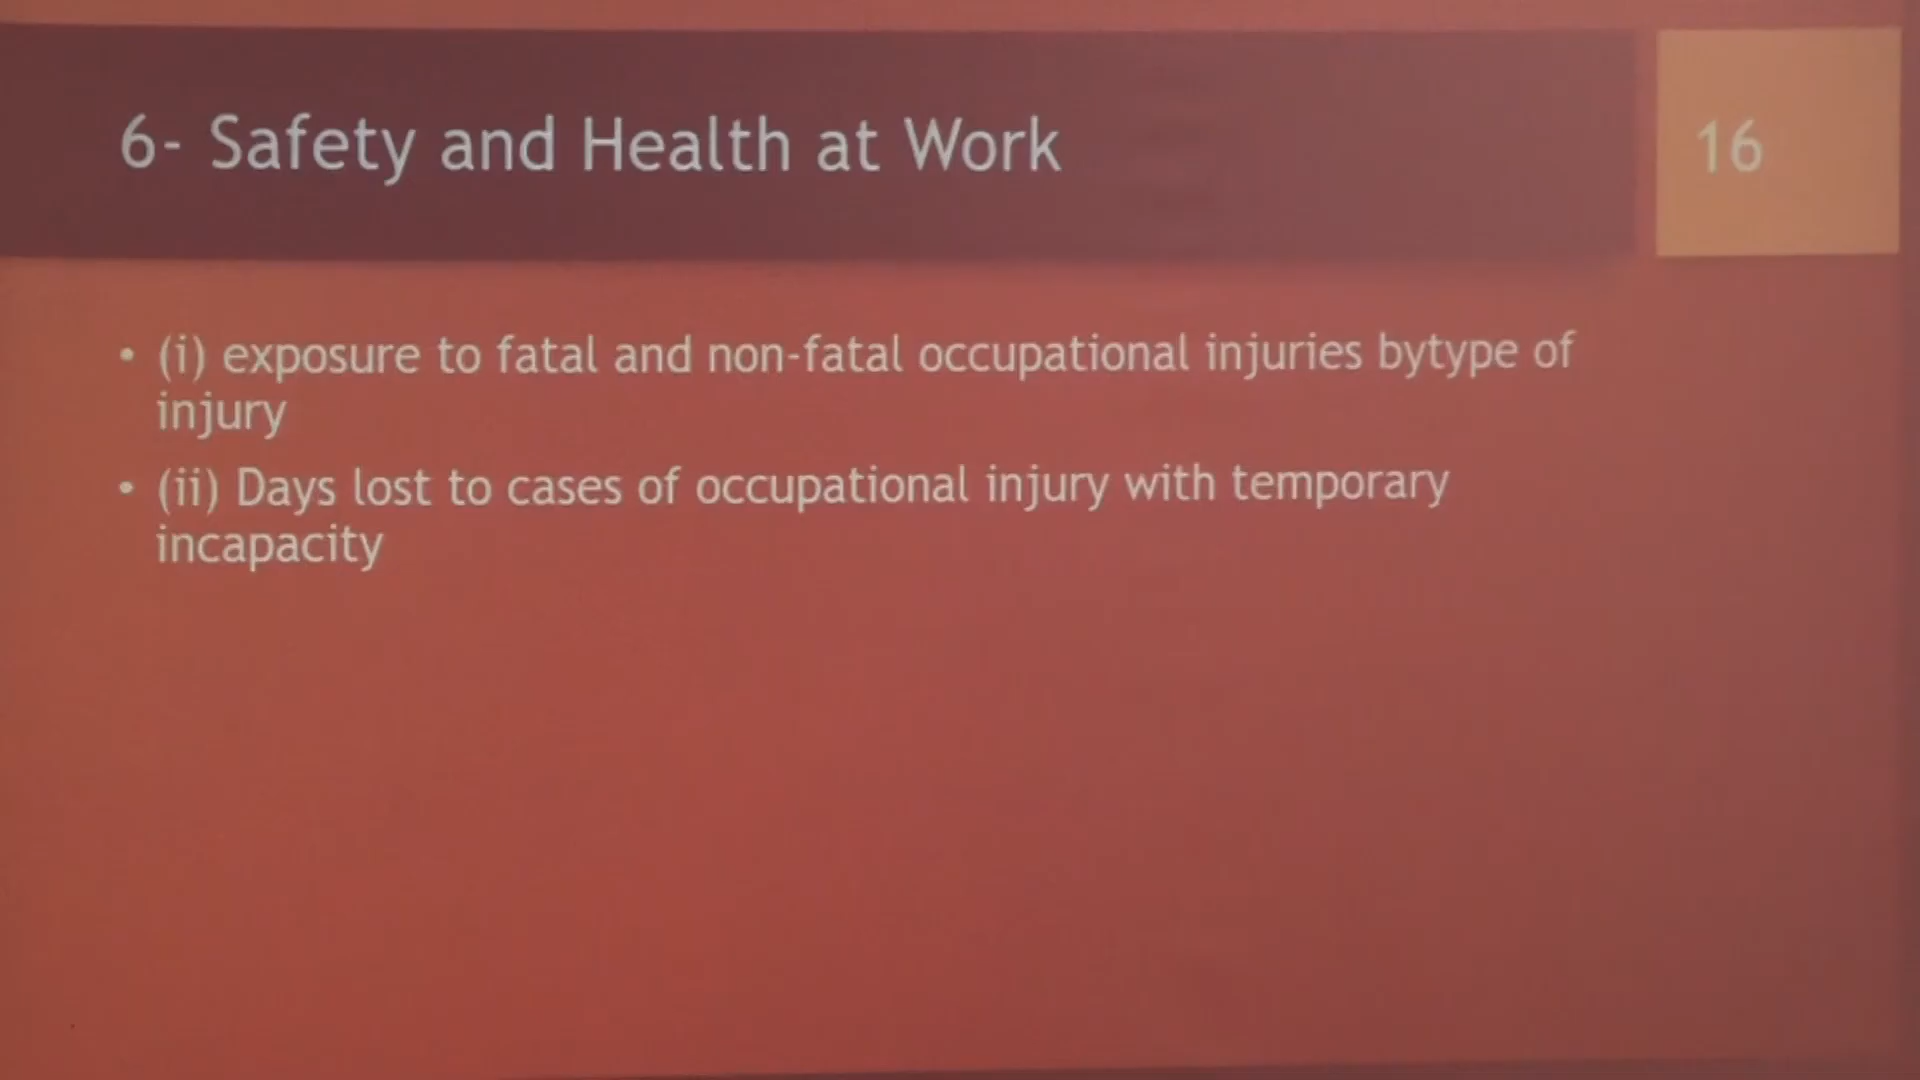 6- Safety and Health at Work
16
• (i) exposure to fatal and non-fatal occupational injuries bytype of
injury
• (ii) Days lost to cases of occupational injury with temporary
incapacity